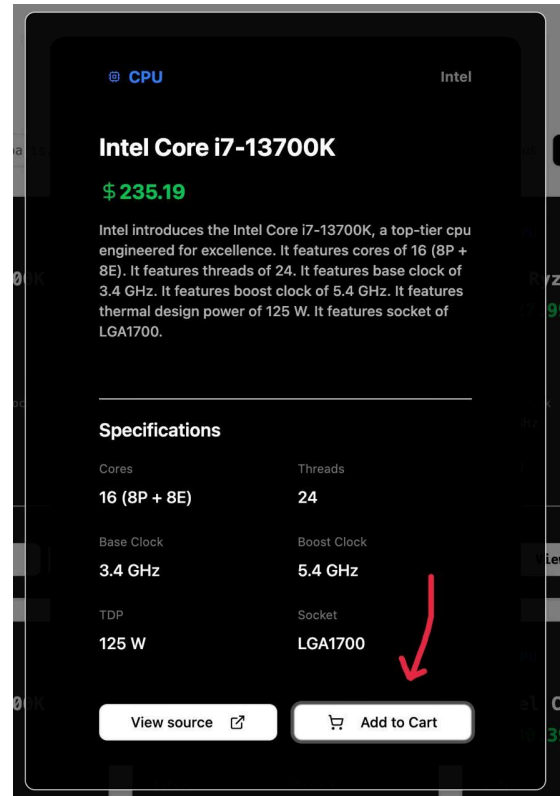 CPU
Intel
Intel Core i7-13700K
$235.19
Intel introduces the Intel Core i7-13700K, a top-tier cpu
engineered for excellence. It features cores of 16 (8P +
8E). It features threads of 24. It features base clock of
3.4 GHz. It features boost clock of 5.4 GHz. It features
thermal design power of 125 W. It features socket of
LGA1700.
Specifications
Cores
Threads
16 (8P + 8E)
24
Base Clock
Boost Clock
3.4 GHz
5.4 GHz
TDP
Socket
125 W
LGA1700
View source
Add to Cart